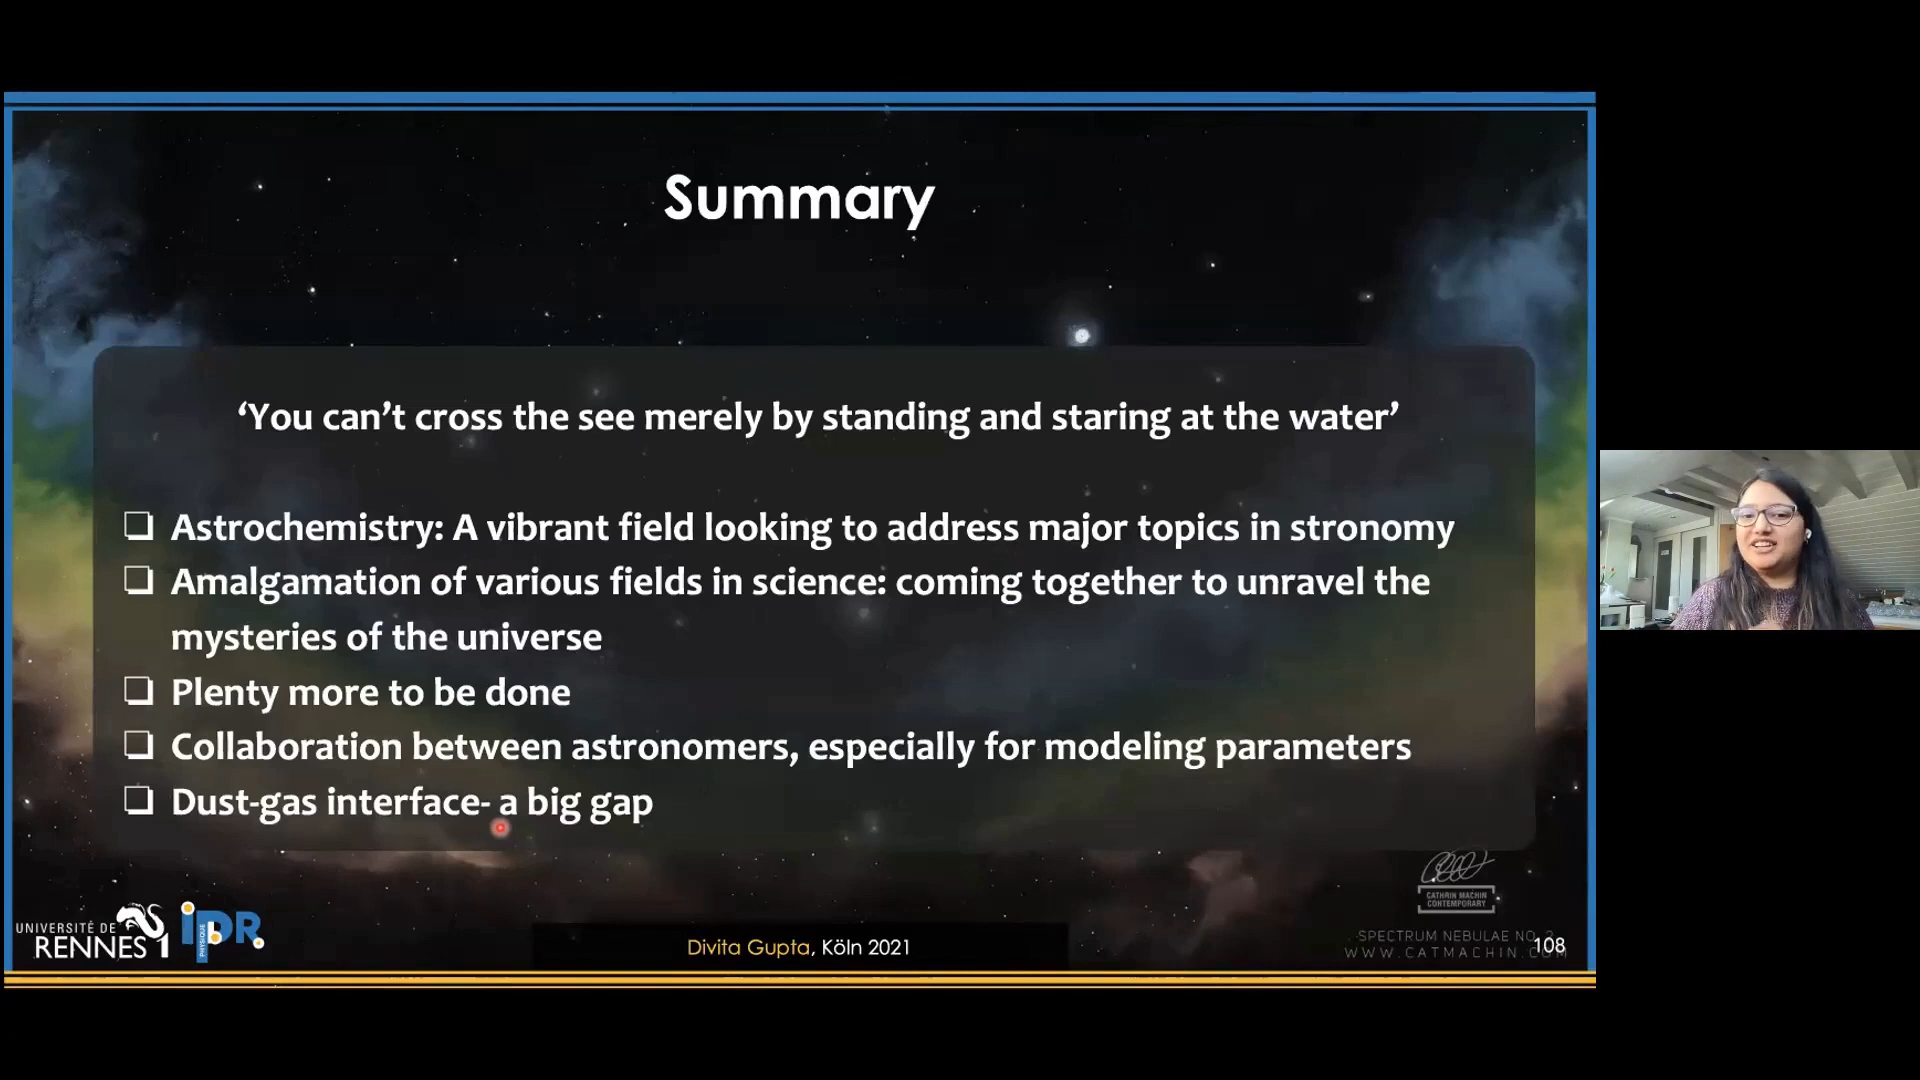 Summary
‘You can’t cross the see merely by standing and staring at the water’
❏ Astrochemistry: A vibrant field looking to address major topics in stronomy
❏ Amalgamation of various fields in science: coming together to unravel the
mysteries of the universe
❏ Plenty more to be done
❏ Collaboration between astronomers, especially for modeling parameters
❏ Dust-gas interface- a big gap
CATHRIN MACHIN
CONTEMPORARY
UNIVERSITÉ DE
RENNES 1
iPR
PHYSIQUE
Divita Gupta, Köln 2021
SPECTRUM NEBULAE NO.
108
WWW.CATMACHIN.COM